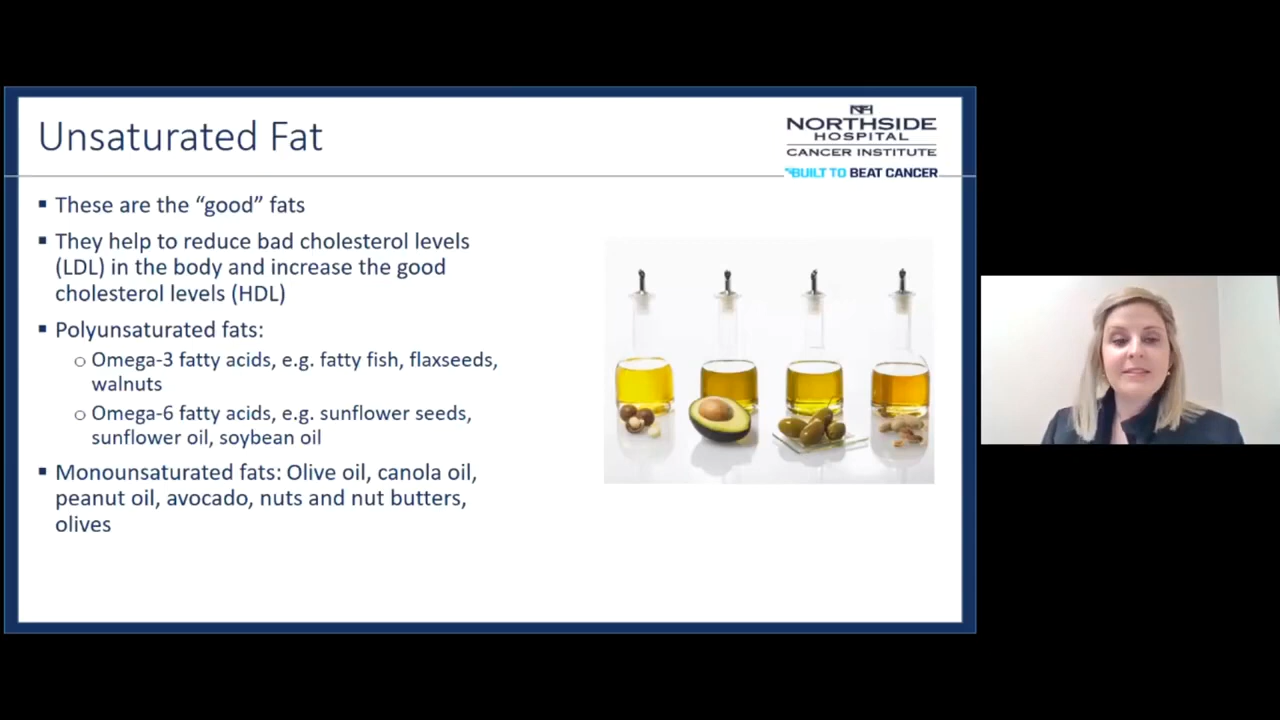 Unsaturated Fat
NH
NORTHSIDE
HOSPITAL
CANCER INSTITUTE
BUILT TO BEAT CANCER
▪ These are the “good” fats
▪ They help to reduce bad cholesterol levels
(LDL) in the body and increase the good
cholesterol levels (HDL)
▪ Polyunsaturated fats:
o Omega-3 fatty acids, e.g. fatty fish, flaxseeds,
walnuts
o Omega-6 fatty acids, e.g. sunflower seeds,
sunflower oil, soybean oil
▪ Monounsaturated fats: Olive oil, canola oil,
peanut oil, avocado, nuts and nut butters,
olives